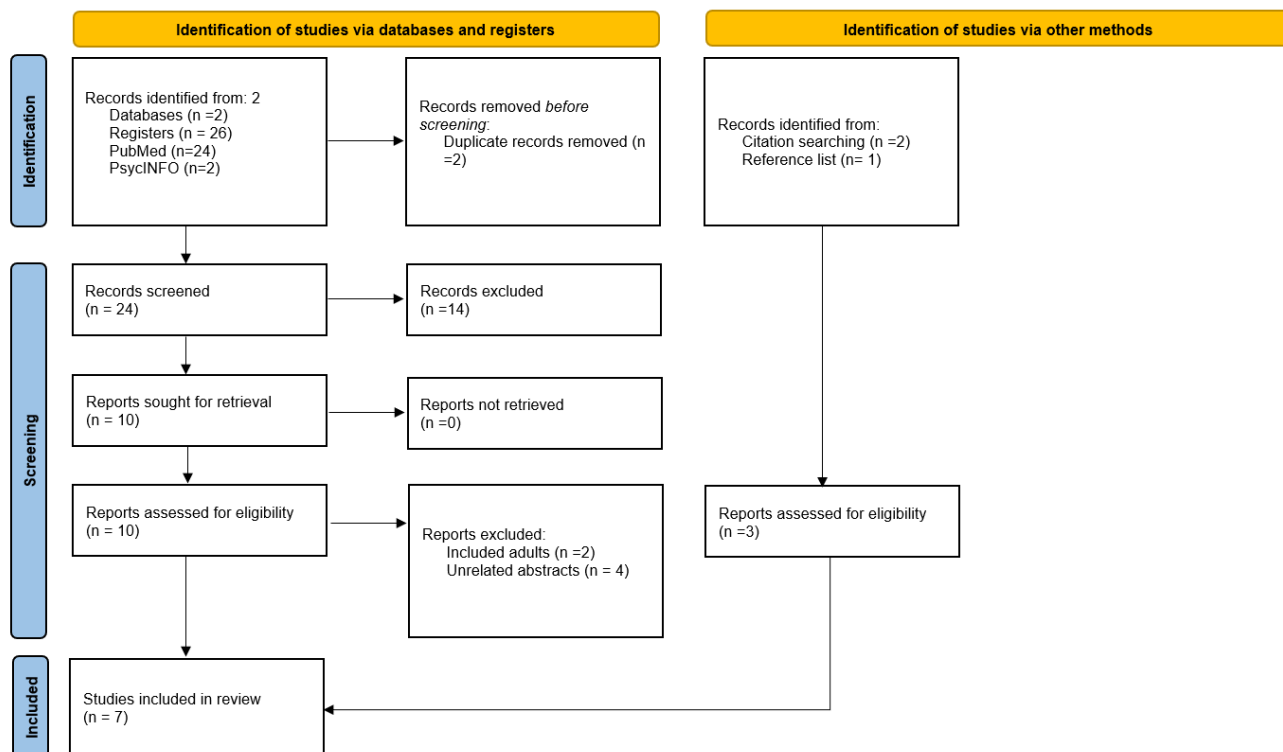 Identification of studies via databases and registers
Identification of studies via other methods
Identification
Records identified from: 2
Databases (n =2)
Registers (n = 26)
PubMed (n=24)
PsycINFO (n=2)
Records removed before
screening:
Duplicate records removed (n
=2)
Records identified from:
Citation searching (n =2)
Reference list (n= 1)
Screening
Records screened
(n = 24)
Records excluded
(n =14)
Reports sought for retrieval
(n = 10)
Reports not retrieved
(n =0)
Reports assessed for eligibility
(n = 10)
Reports excluded:
Included adults (n =2)
Unrelated abstracts (n = 4)
Reports assessed for eligibility
(n =3)
Included
Studies included in review
(n = 7)